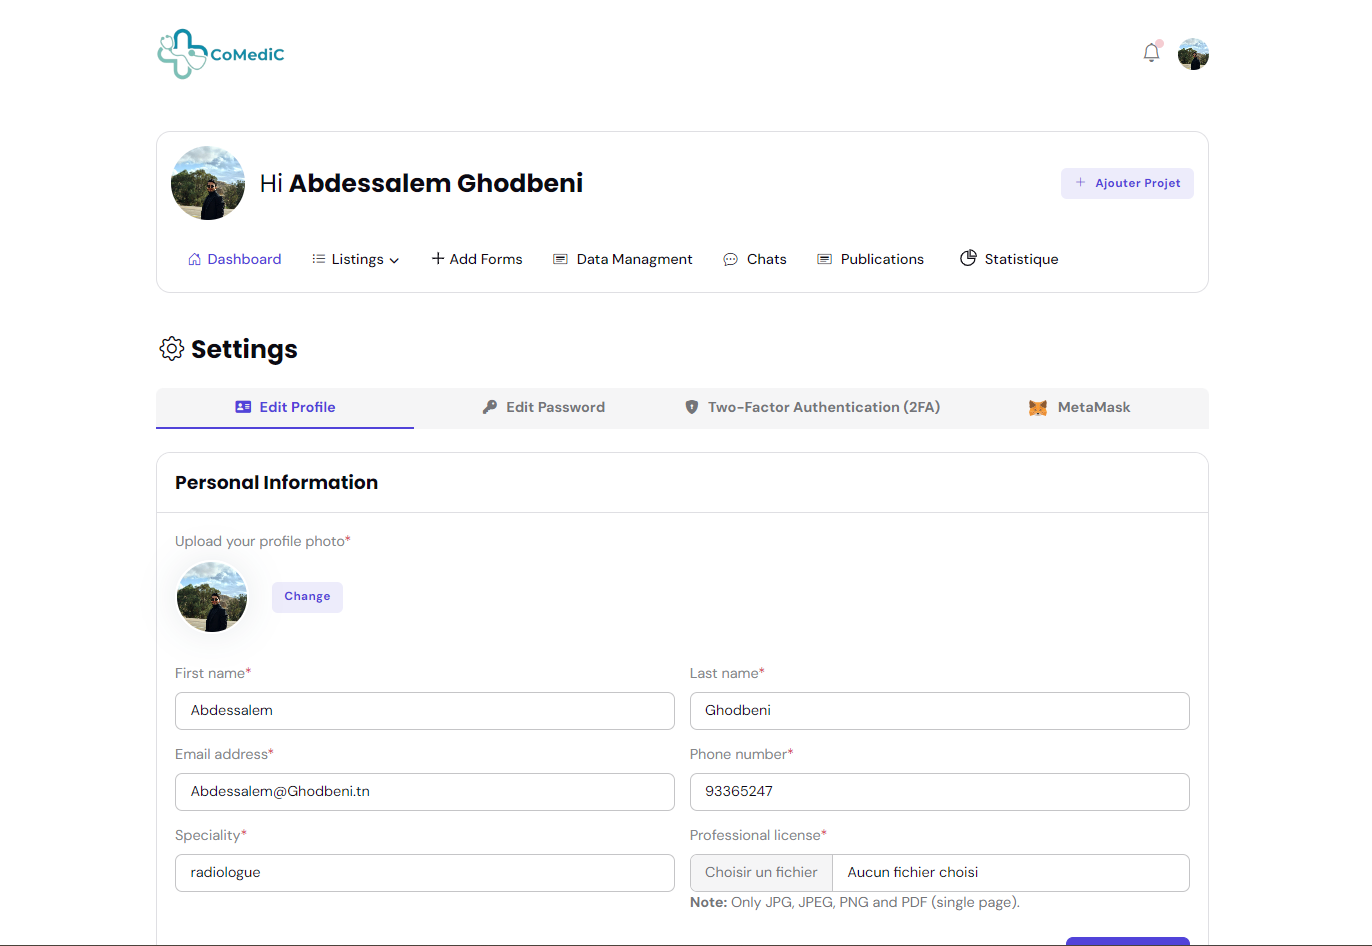 CoMediC
Hi Abdessalem Ghodbeni
+ Ajouter Projet
Dashboard Listings + Add Forms Data Managment Chats Publications Statistique
Settings
Edit Profile Edit Password Two-Factor Authentication (2FA) MetaMask
Personal Information
Upload your profile photo*
Change
First name* Last name*
Abdessalem Ghodbeni
Email address* Phone number*
Abdessalem@Ghodbeni.tn 93365247
Speciality* Professional license*
radiologue Choisir un fichier Aucun fichier choisi
Note: Only JPG, JPEG, PNG and PDF (single page).